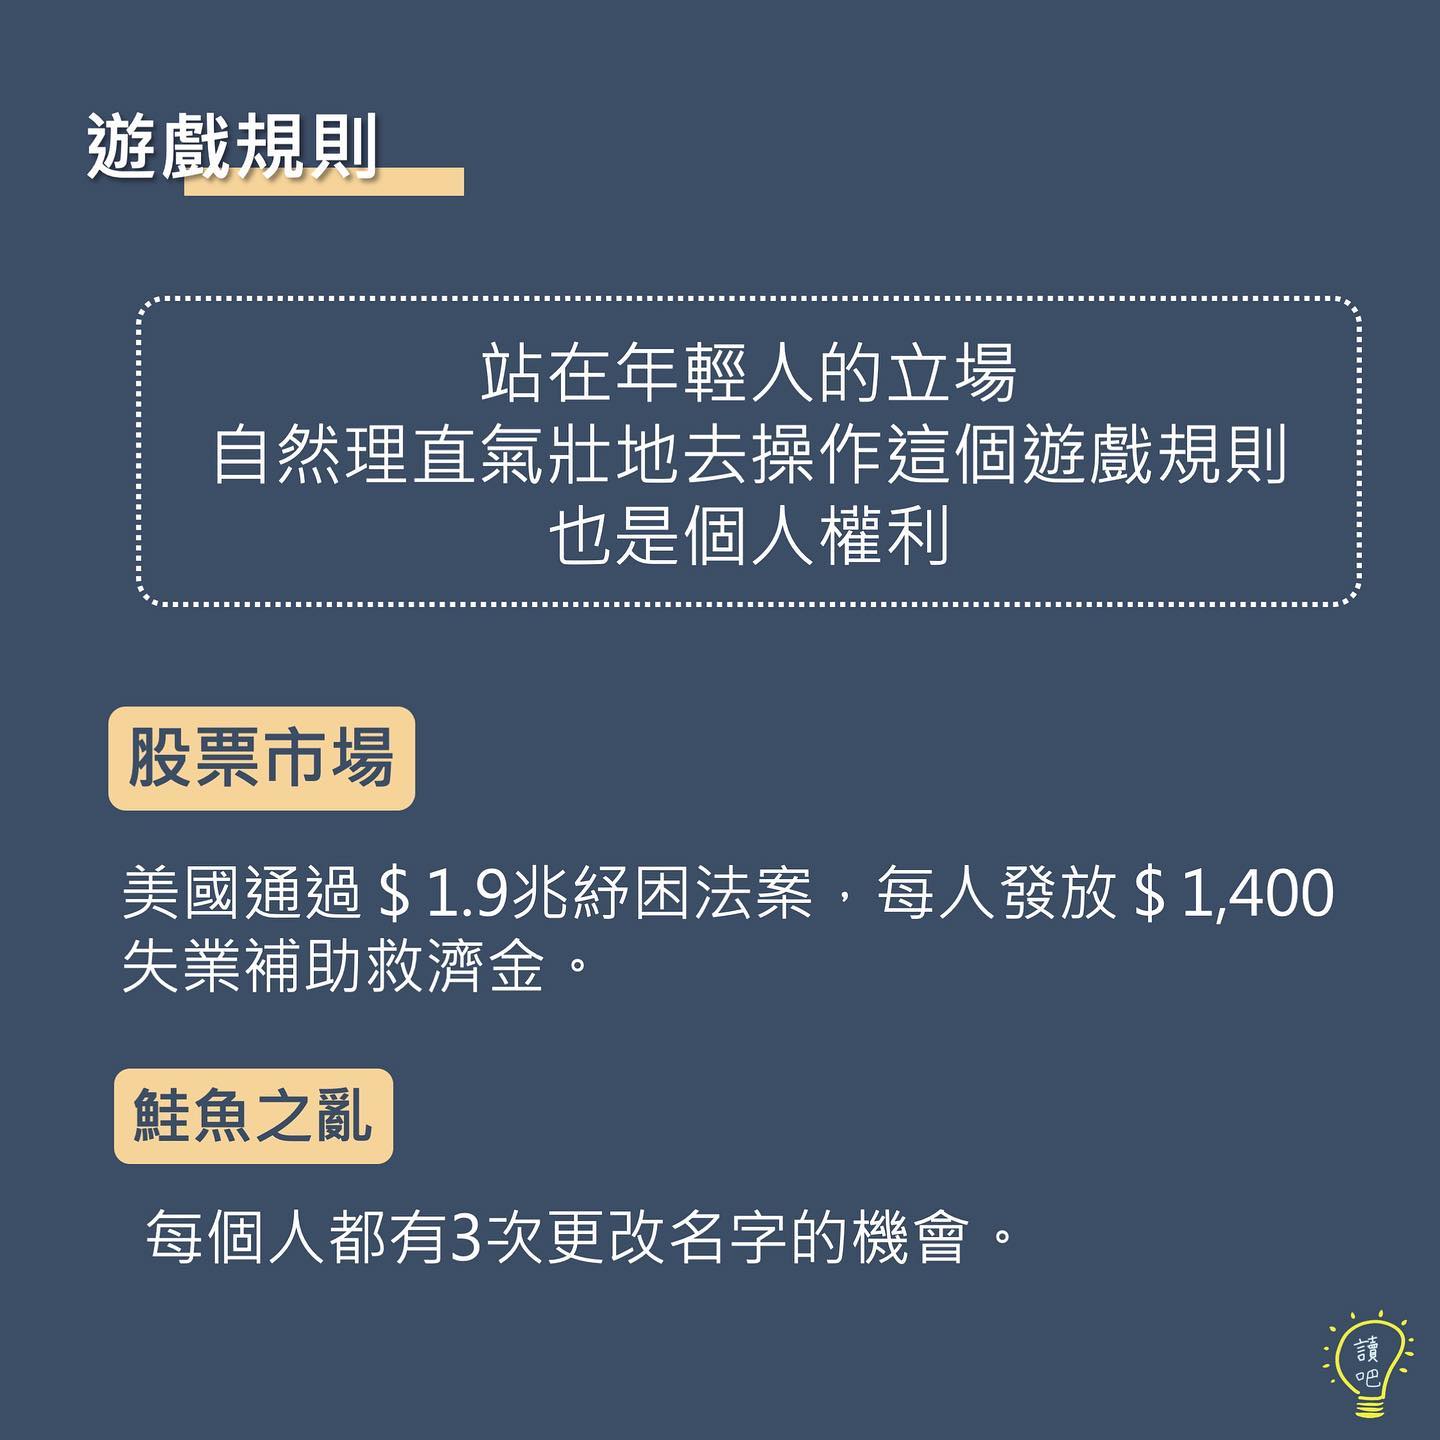 遊戲規則
站在年輕人的立場
自然理直氣壯地去操作這個遊戲規則
也是個人權利
股票市場
美國通過＄1.9兆紓困法案，每人發放＄1,400
失業補助救濟金。
鮭魚之亂
每個人都有3次更改名字的機會。
讀
吧